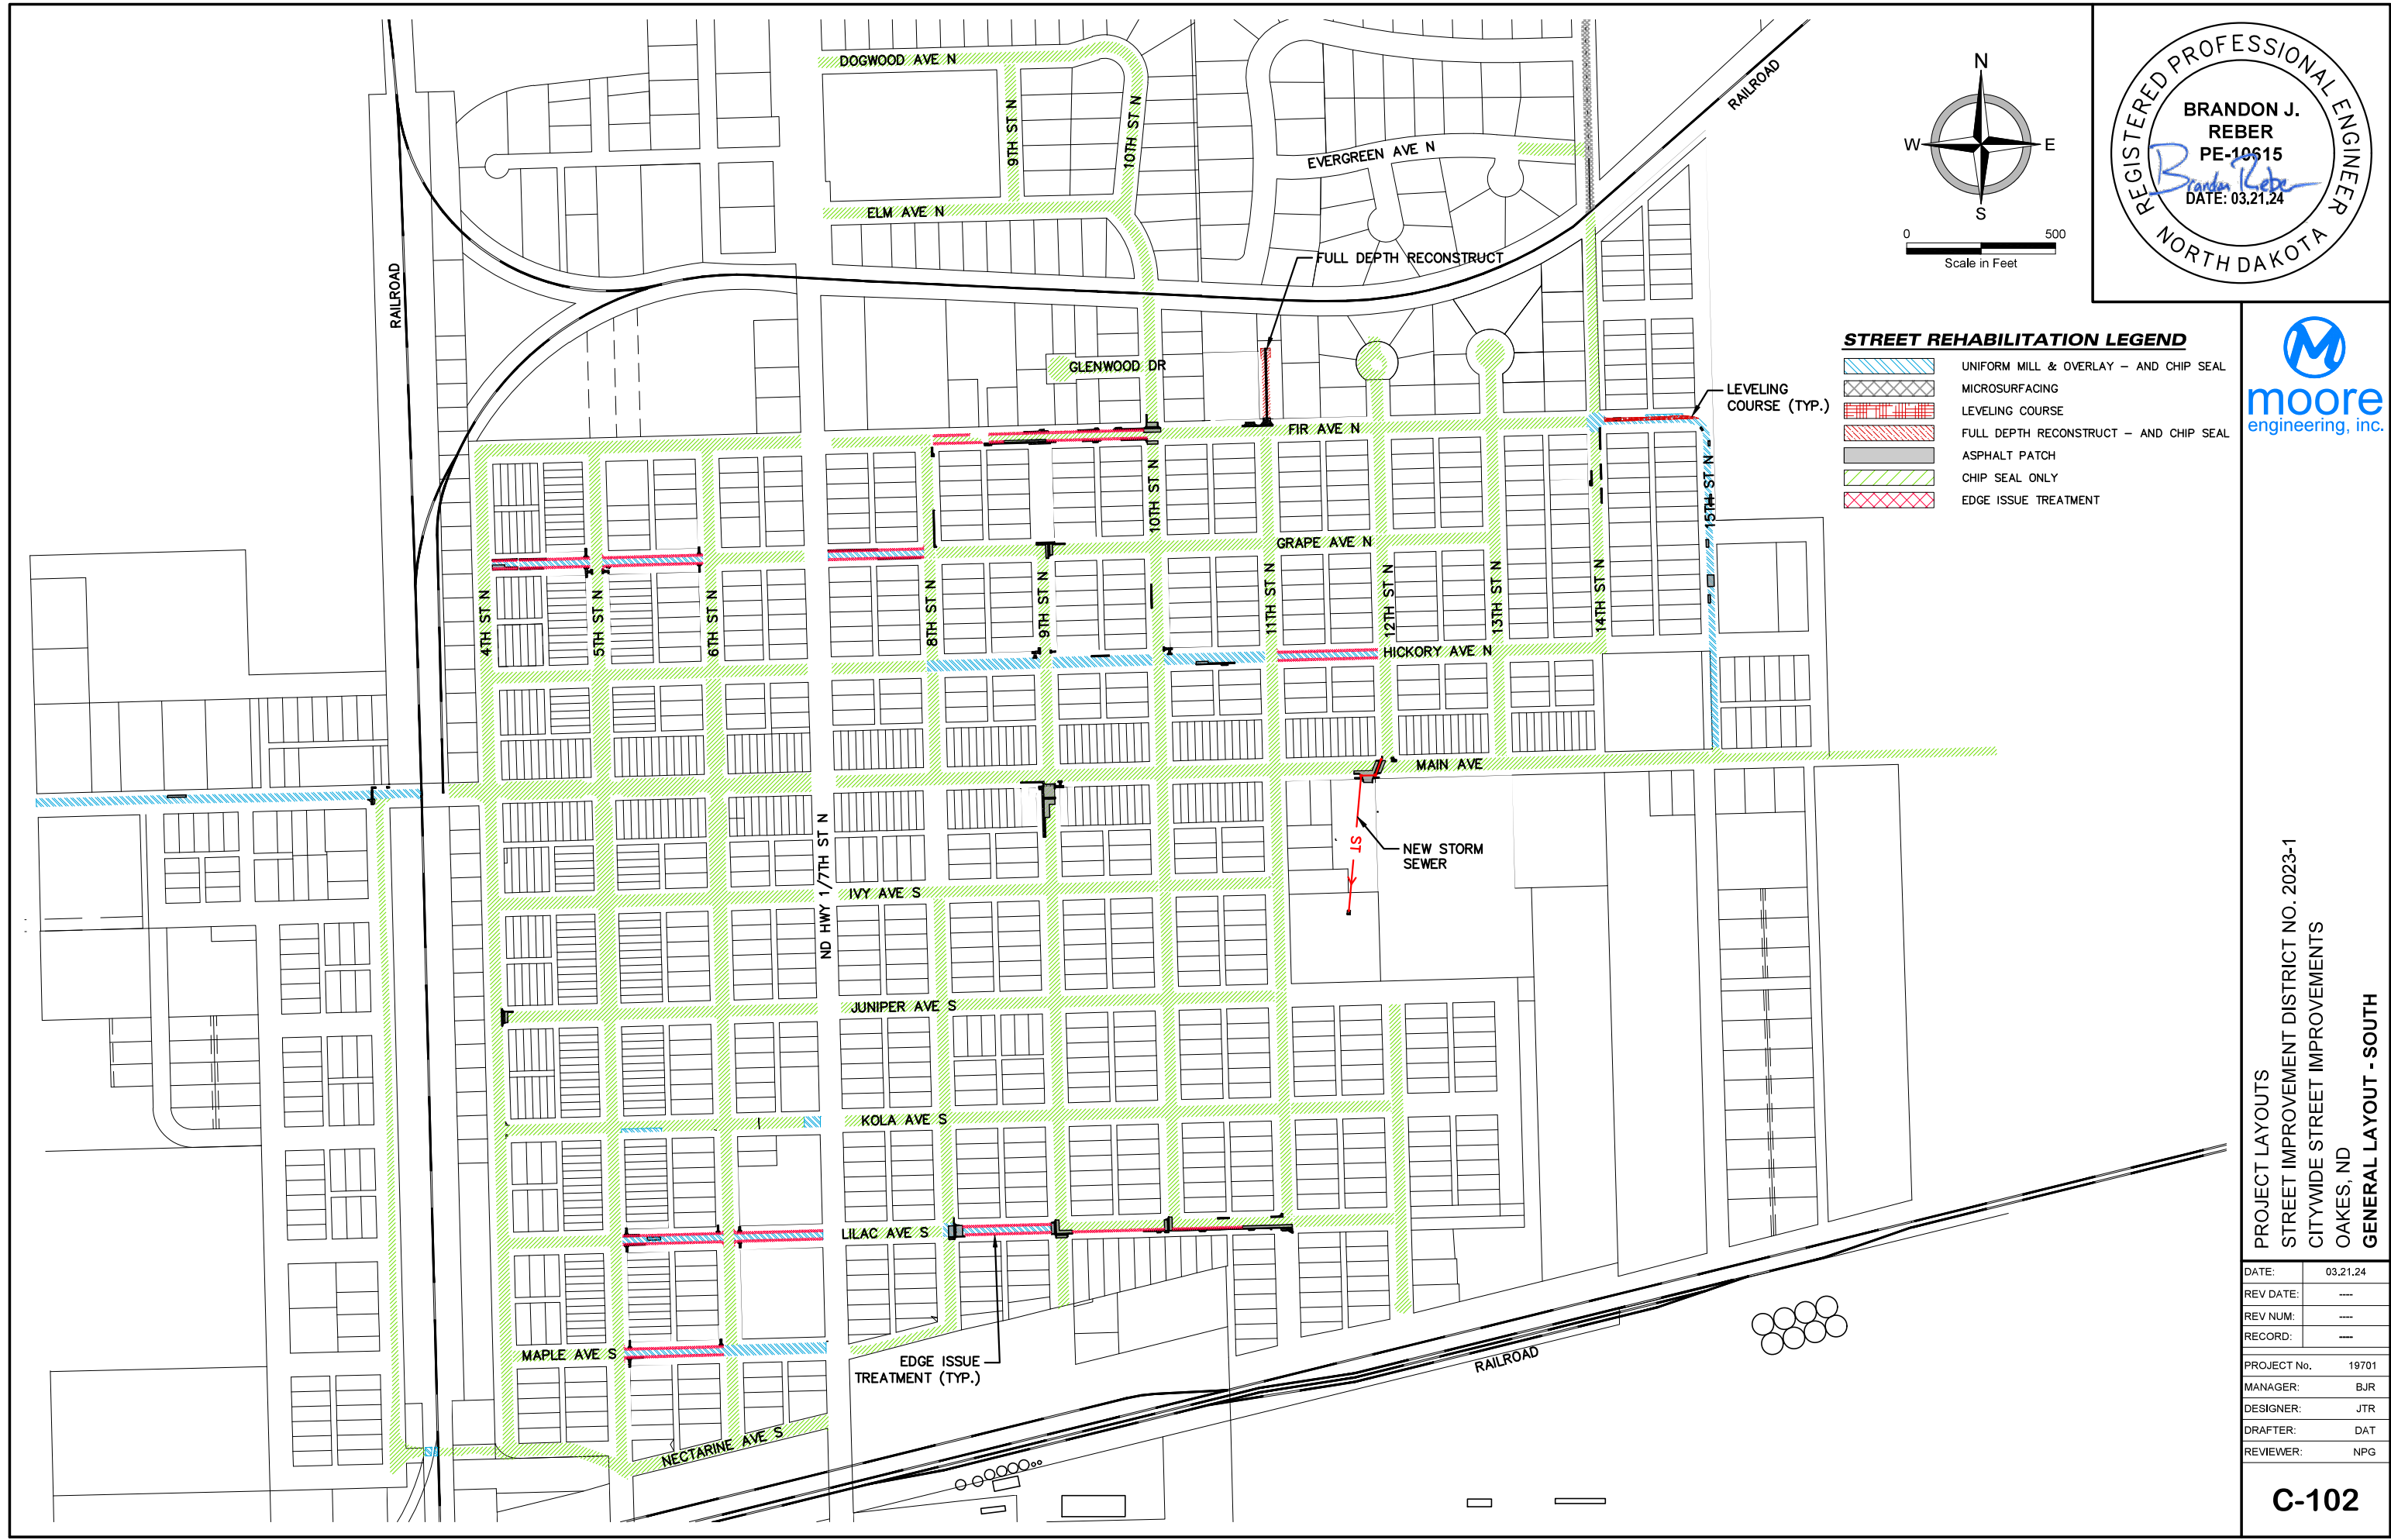 DOGWOOD AVE N
9TH ST N
10TH ST N
ELM AVE N
EVERGREEN AVE N
RAILROAD
RAILROAD
FULL DEPTH RECONSTRUCT
GLENWOOD DR
LEVELING
COURSE (TYP.)
FIR AVE N
10TH ST N
15TH ST N
GRAPE AVE N
4TH ST N
5TH ST N
6TH ST N
8TH ST N
9TH ST N
11TH ST N
12TH ST N
13TH ST N
14TH ST N
HICKORY AVE N
MAIN AVE
ND HWY 1/7TH ST N
ST
NEW STORM
SEWER
IVY AVE S
JUNIPER AVE S
KOLA AVE S
LILAC AVE S
MAPLE AVE S
EDGE ISSUE
TREATMENT (TYP.)
NECTARINE AVE S
RAILROAD
N
W
E
S
0
500
Scale in Feet
REGISTERED PROFESSIONAL ENGINEER
BRANDON J.
REBER
PE-10615
Brandon Reber
DATE: 03.21.24
NORTH DAKOTA
STREET REHABILITATION LEGEND
UNIFORM MILL & OVERLAY – AND CHIP SEAL
MICROSURFACING
LEVELING COURSE
FULL DEPTH RECONSTRUCT – AND CHIP SEAL
ASPHALT PATCH
CHIP SEAL ONLY
EDGE ISSUE TREATMENT
moore
engineering, inc.
PROJECT LAYOUTS
STREET IMPROVEMENT DISTRICT NO. 2023-1
CITYWIDE STREET IMPROVEMENTS
OAKES, ND
GENERAL LAYOUT - SOUTH
DATE: 03.21.24
REV DATE: ----
REV NUM: ----
RECORD: ----
PROJECT No. 19701
MANAGER: BJR
DESIGNER: JTR
DRAFTER: DAT
REVIEWER: NPG
C-102